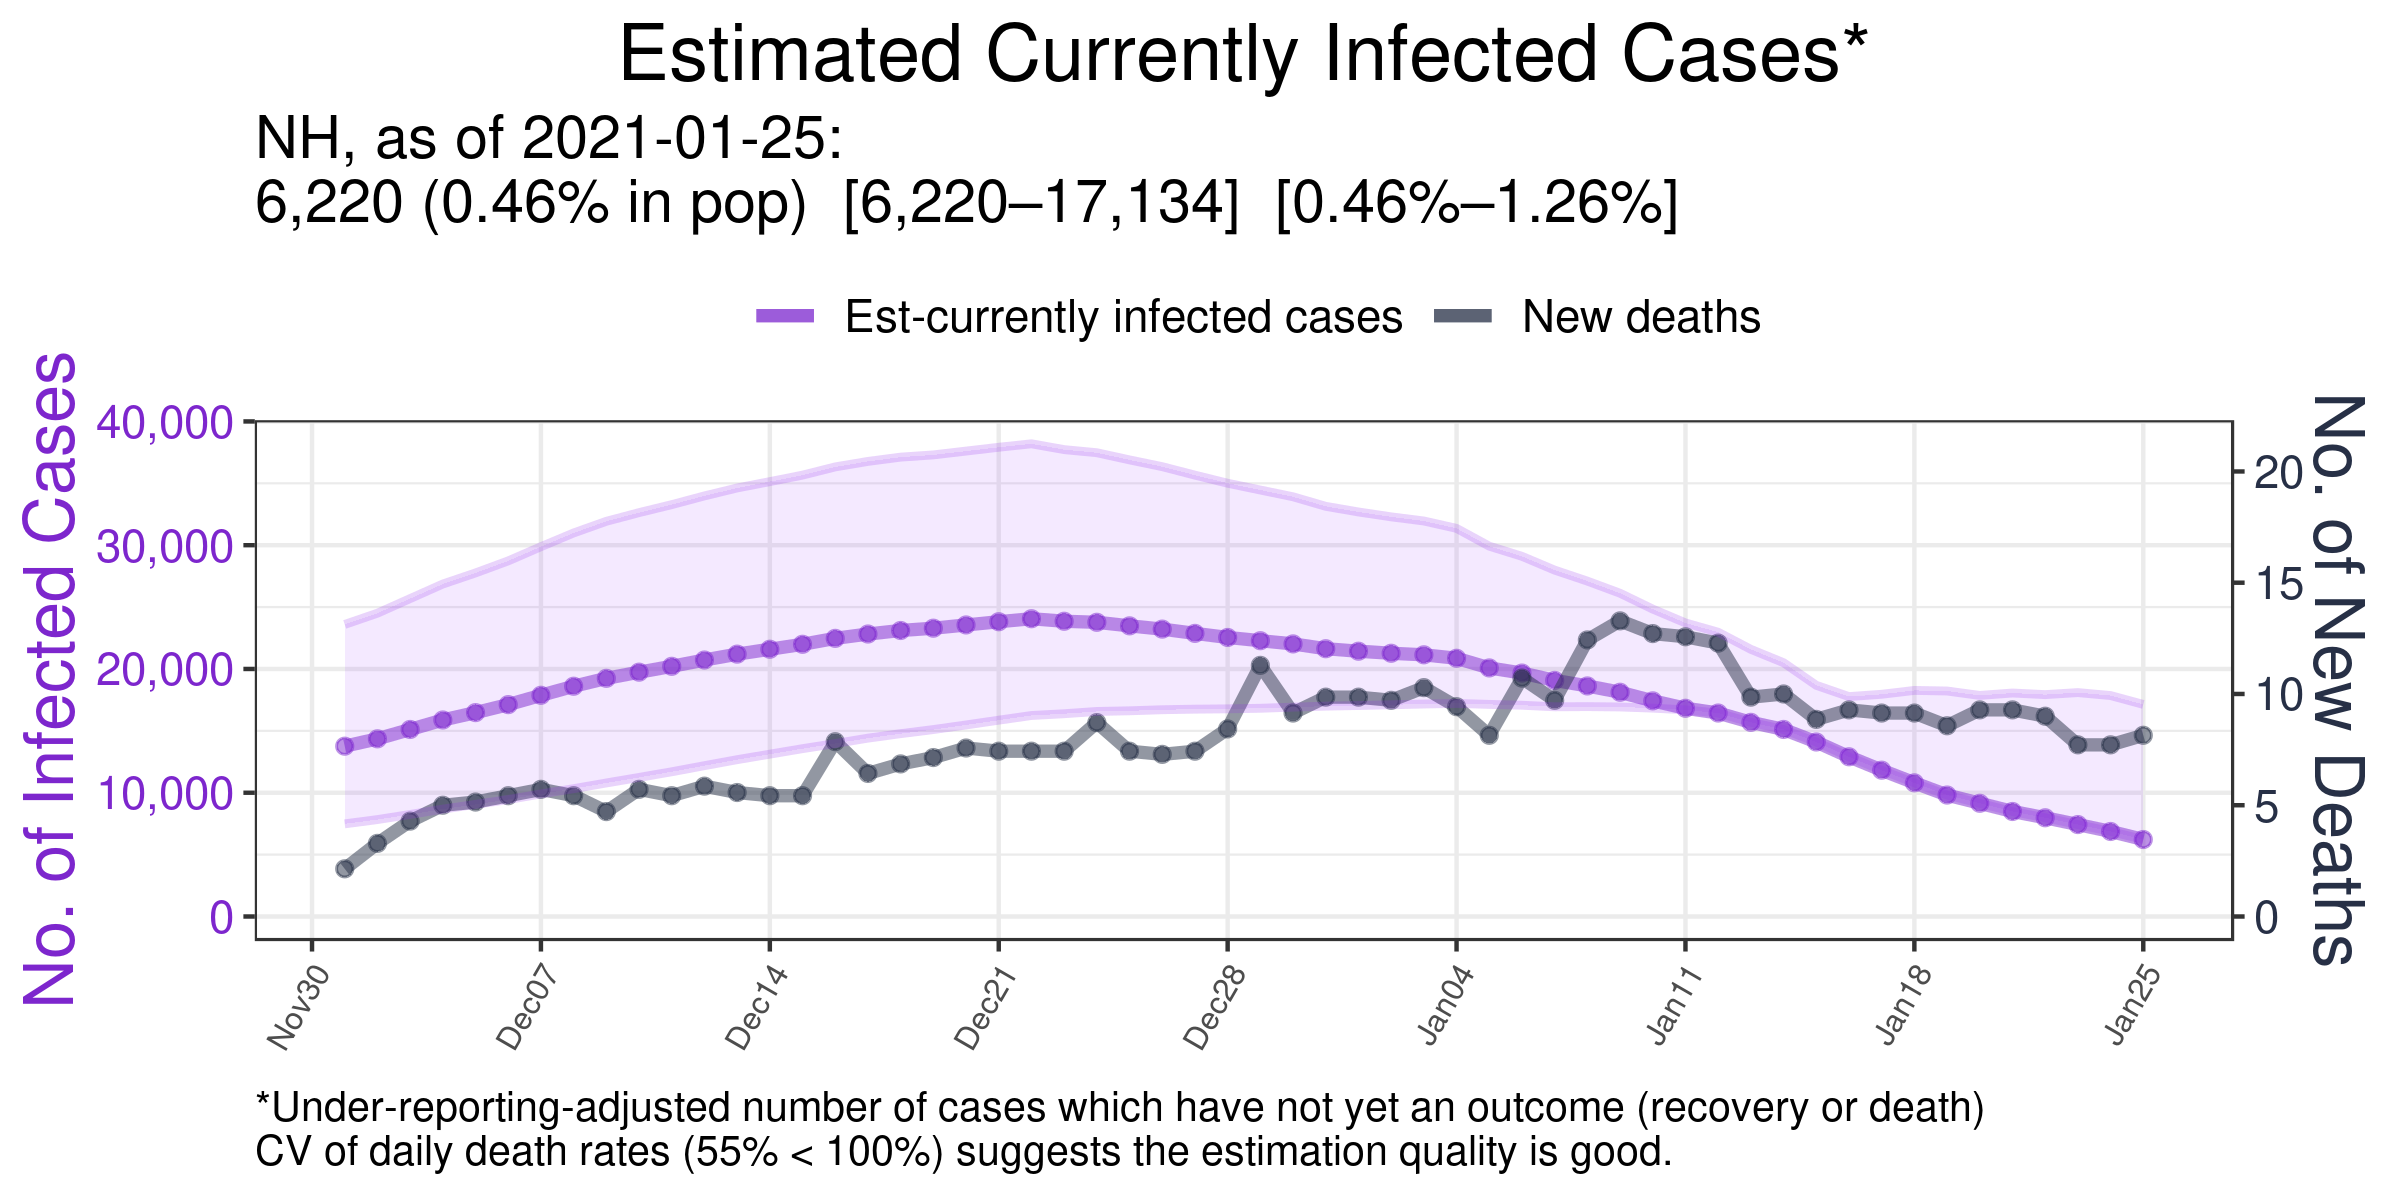 Estimated Currently Infected Cases*
NH, as of 2021-01-25:
6,220 (0.46% in pop)  [6,220–17,134]  [0.46%–1.26%]
Est-currently infected cases
New deaths
No. of Infected Cases
40,000
30,000
20,000
10,000
0
No. of New Deaths
20
15
10
5
0
Nov30
Dec07
Dec14
Dec21
Dec28
Jan04
Jan11
Jan18
Jan25
*Under-reporting-adjusted number of cases which have not yet an outcome (recovery or death)
CV of daily death rates (55% < 100%) suggests the estimation quality is good.